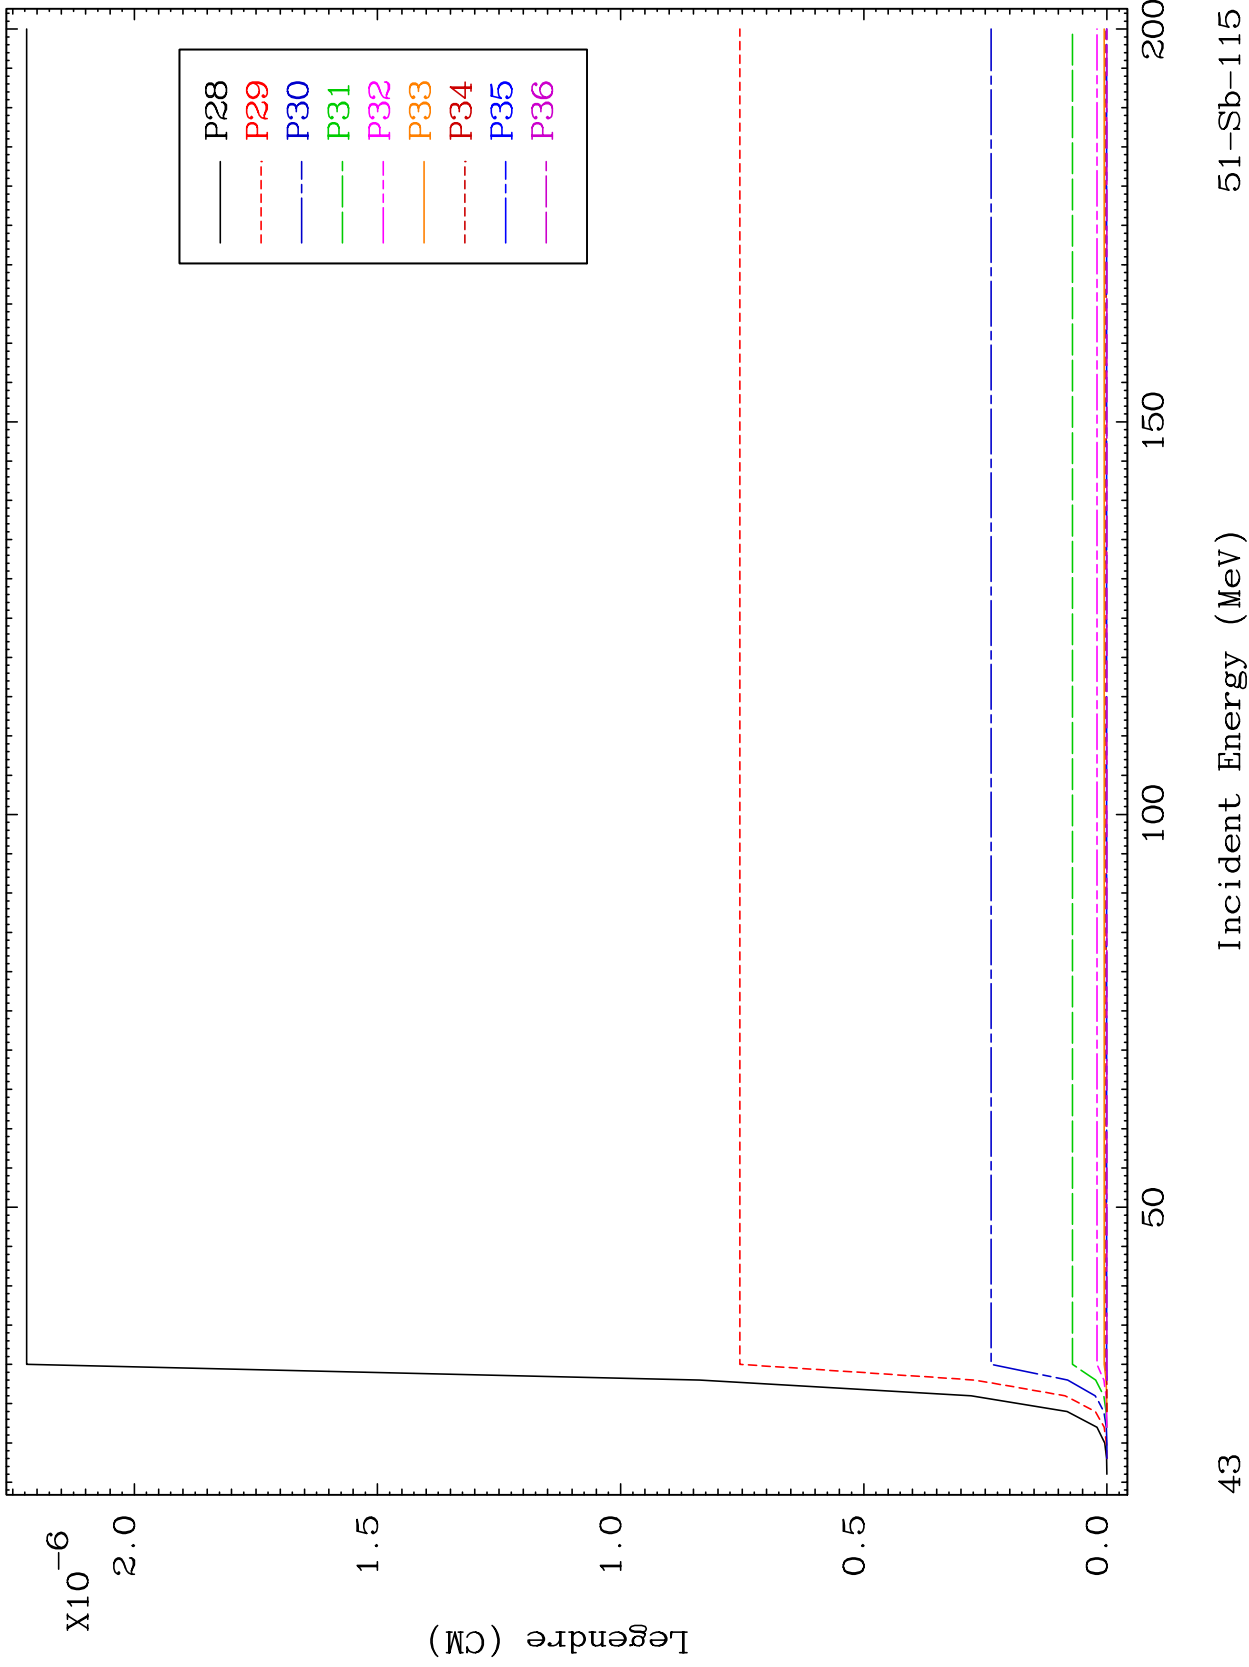 X10-6
2.0
1.5
1.0
0.5
0.0
Legendre (CM)
P28
P29
P30
P31
P32
P33
P34
P35
P36
50
100
150
200
43
Incident Energy (MeV)
51-Sb-115